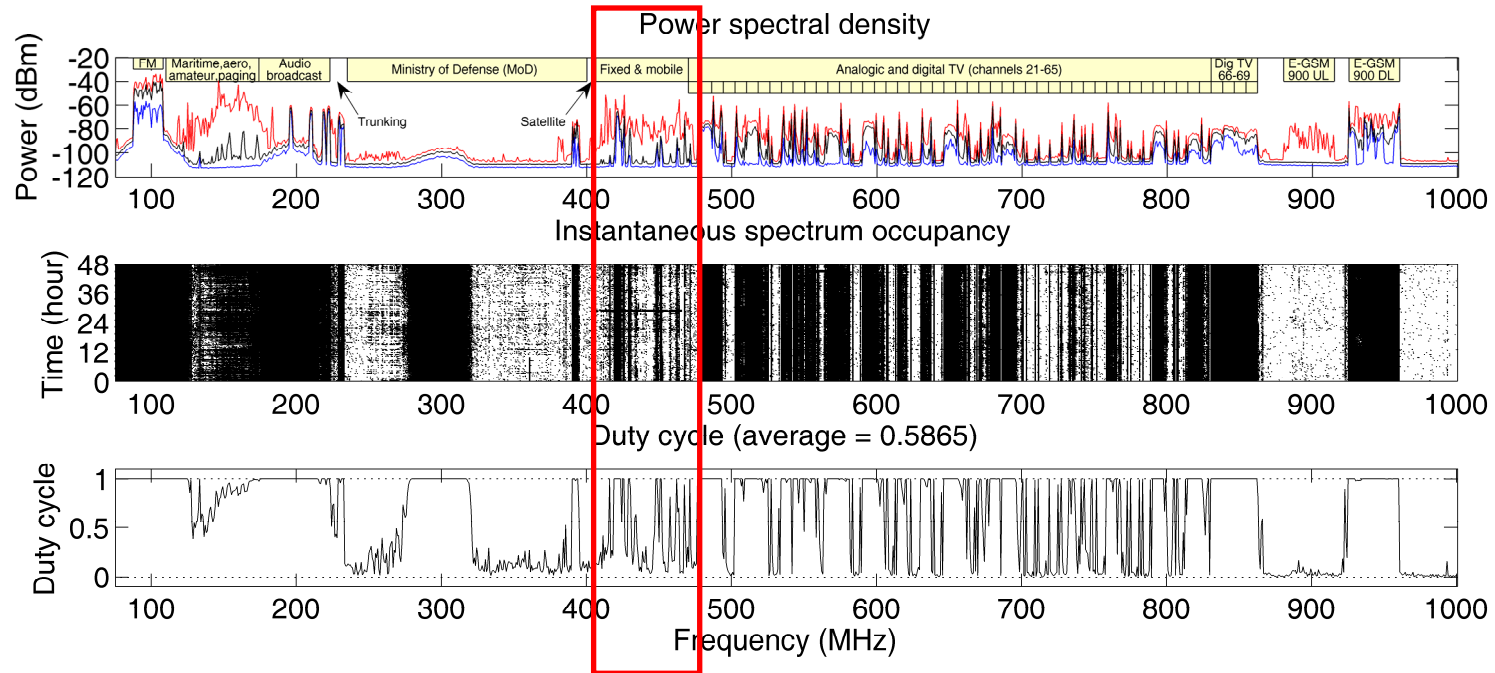 Power spectral density
Power (dBm)
-20
-40
-60
-80
-100
-120
FM
Maritime,aero,
amateur,paging
Audio
broadcast
Ministry of Defense (MoD)
Fixed & mobile
Analogic and digital TV (channels 21-65)
Dig TV
66-69
E-GSM
900 UL
E-GSM
900 DL
Trunking
Satellite
100 200 300 400 500 600 700 800 900 1000
Instantaneous spectrum occupancy
Time (hour)
48
36
24
12
0
100 200 300 400 500 600 700 800 900 1000
Duty cycle (average = 0.5865)
Duty cycle
1
0.5
0
100 200 300 400 500 600 700 800 900 1000
Frequency (MHz)